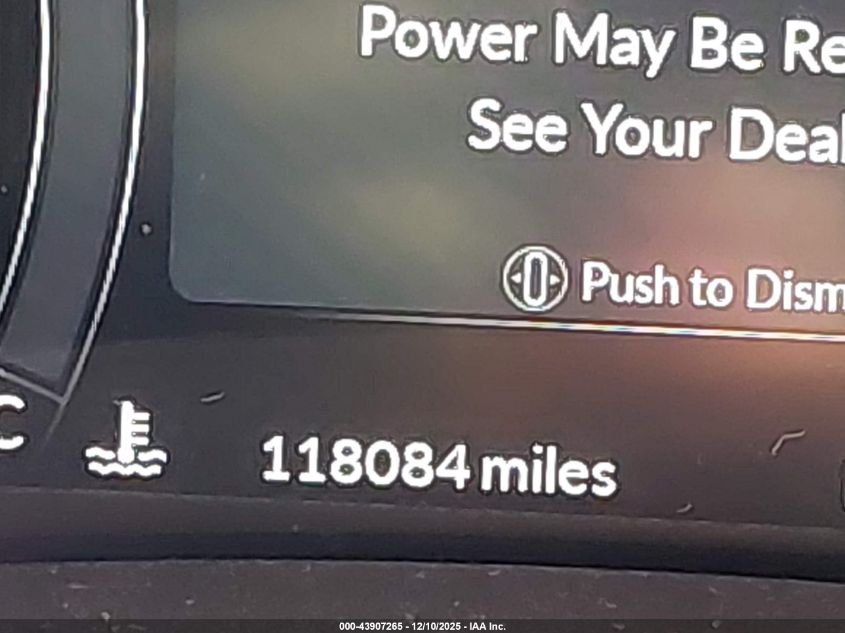 Power May Be Re
See Your Deal
Push to Dism
C
118084 miles
000-43907265 - 12/10/2025 - IAA Inc.